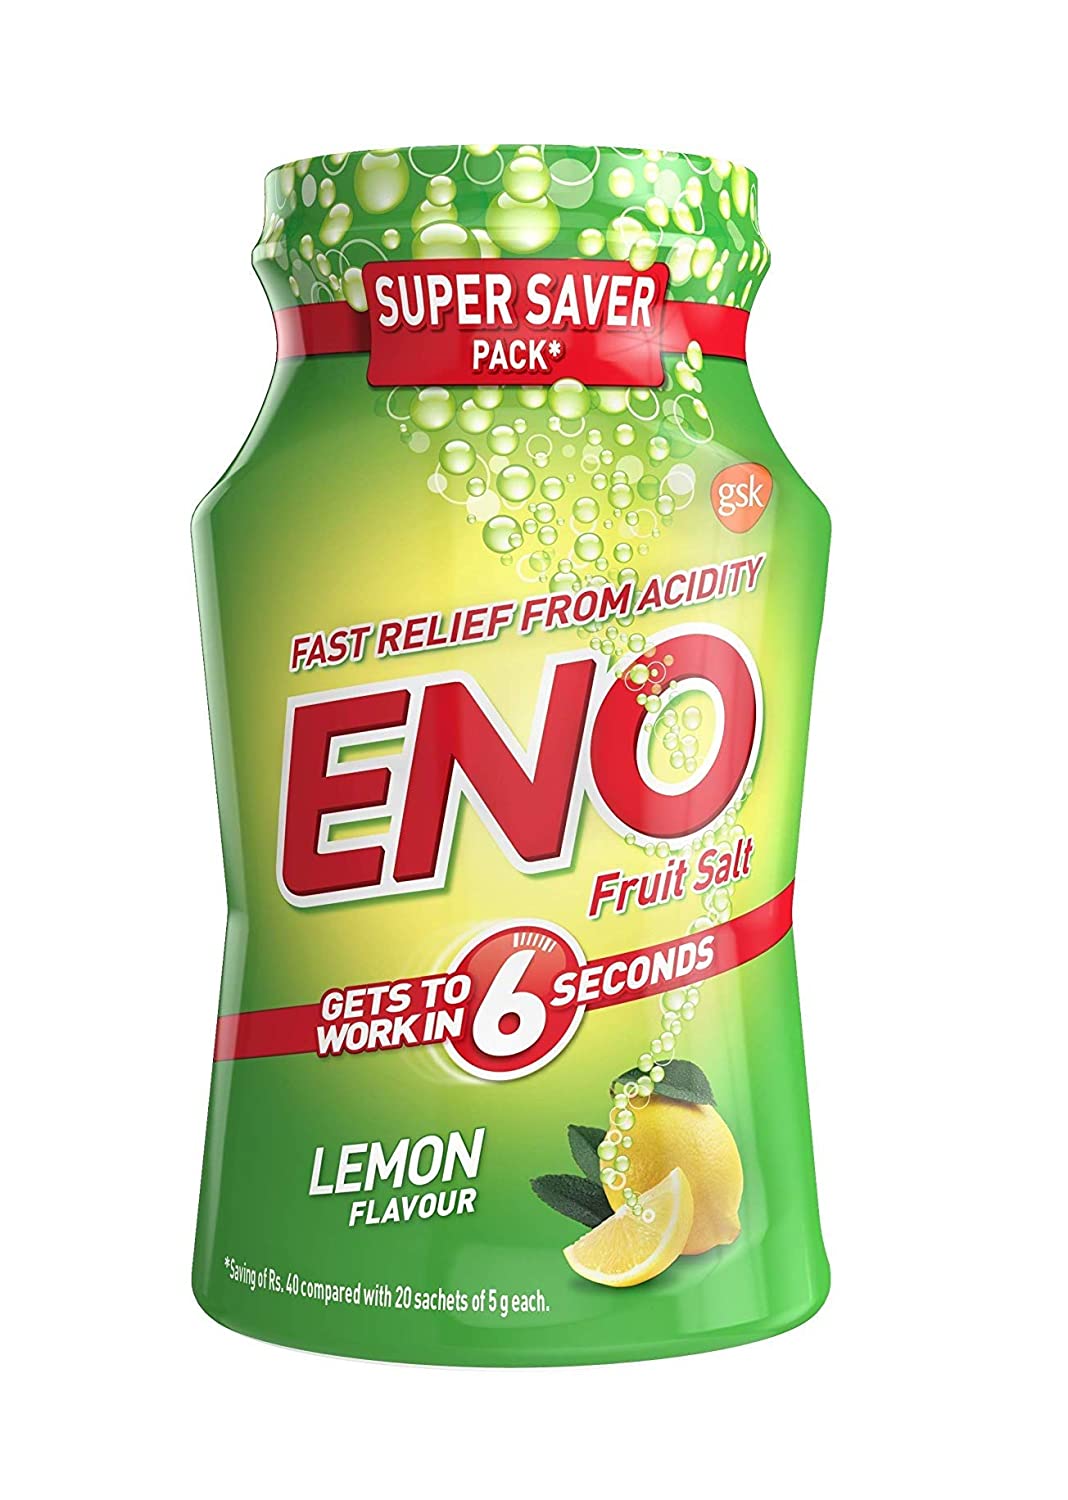 SUPER SAVER
PACK*
gsk
FAST RELIEF FROM ACIDITY
ENO
Fruit Salt
GETS TO
WORK IN 6 SECONDS
LEMON
FLAVOUR
*Saving of Rs. 40 compared with 20 sachets of 5 g each.